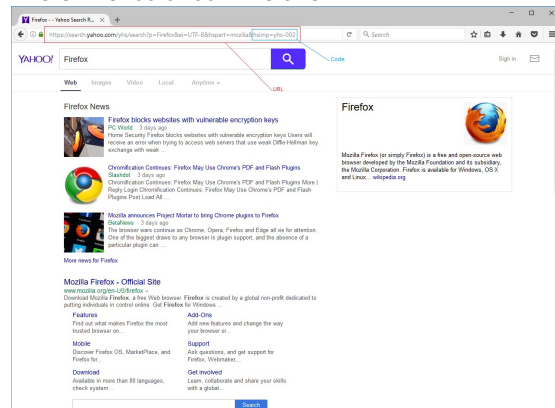 Firefox - - Yahoo Search R...
https://search.yahoo.com/yhs/search?p=Firefox&ei=UTF-8&hspart=mozilla&hsimp=yhs-002
Search
Code
YAHOO!
Firefox
Sign in
Web Images Video Local Anytime
URL
Firefox News
Firefox blocks websites with vulnerable encryption keys
PC World 3 days ago
Home Security Firefox blocks websites with vulnerable encryption keys Users will
receive an error when trying to access web servers that use weak Diffie-Hellman key
exchange with weak ...
Chromification Continues: Firefox May Use Chrome's PDF and Flash Plugins
Slashdot 3 days ago
Chromification Continues: Firefox May Use Chrome's PDF and Flash Plugins More |
Reply Login Chromification Continues: Firefox May Use Chrome's PDF and Flash
Plugins Post Load All ...
Mozilla announces Project Mortar to bring Chrome plugins to Firefox
BetaNews 3 days ago
The browser wars continue as Chrome, Opera, Firefox and Edge all vie for attention.
One of the biggest draws to any browser is plugin support, and the absence of a
particular plugin can ...
More news for Firefox
Firefox
Mozilla Firefox (or simply Firefox) is a free and open-source web
browser developed by the Mozilla Foundation and its subsidiary,
the Mozilla Corporation. Firefox is available for Windows, OS X
and Linux... wikipedia.org
Mozilla Firefox - Official Site
www.mozilla.org/en-US/firefox
Download Mozilla Firefox, a free Web browser. Firefox is created by a global non-profit dedicated to
putting individuals in control online. Get Firefox for Windows ...
Features
Find out what makes Firefox the most
trusted browser on...
Add-Ons
Add new features and change the way
your browser or...
Mobile
Discover Firefox OS, MarketPlace, and
Firefox for...
Support
Ask questions, and get support for
Firefox, Webmaker,...
Download
Available in more than 80 languages,
check system...
Get involved
Learn, collaborate and share your skills
with a global...
Search